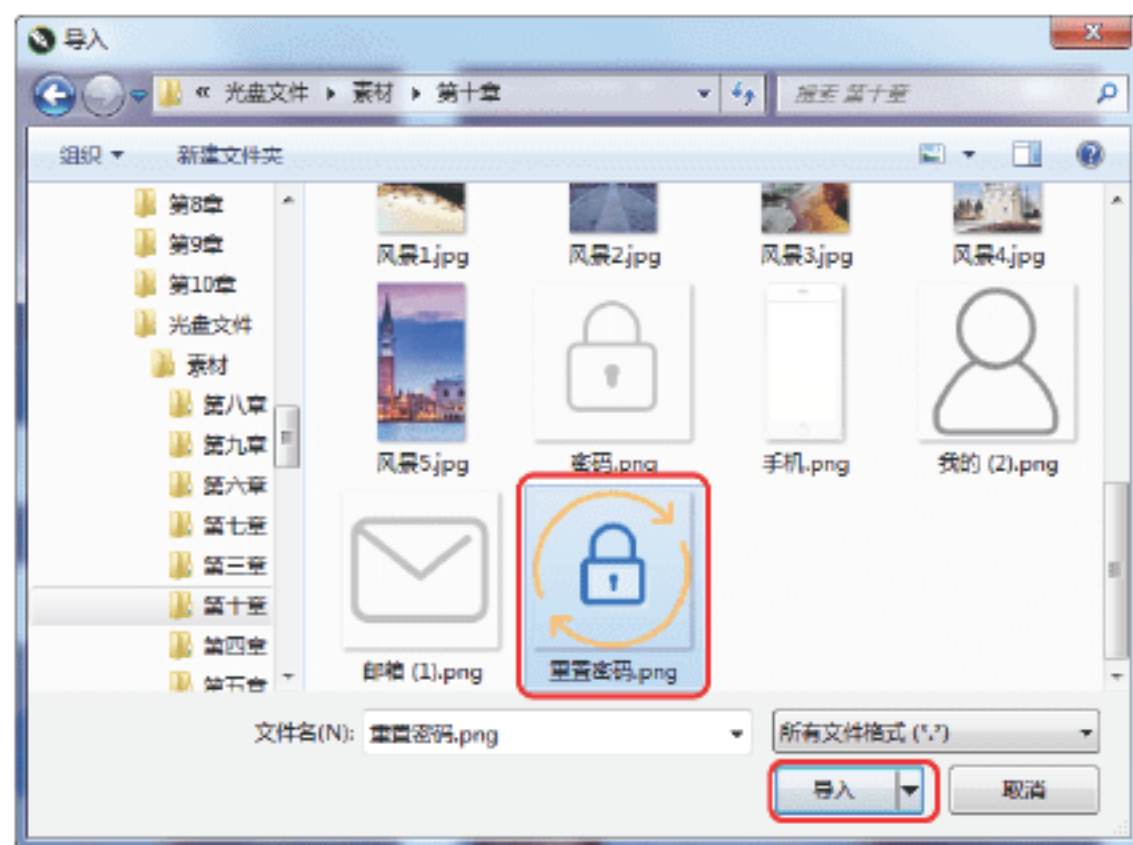 导入
« 光盘文件 ▸ 素材 ▸ 第十章
搜索 第十章
组织 新建文件夹
第8章
第9章
第10章
光盘文件
素材
第八章
第九章
第六章
第七章
第三章
第十章
第四章
第五章
风景1.jpg 风景2.jpg 风景3.jpg 风景4.jpg
风景5.jpg 密码.png 手机.png 我的 (2).png
邮箱 (1).png 重置密码.png
文件名(N): 重置密码.png 所有文件格式 (*.*)
导入 取消